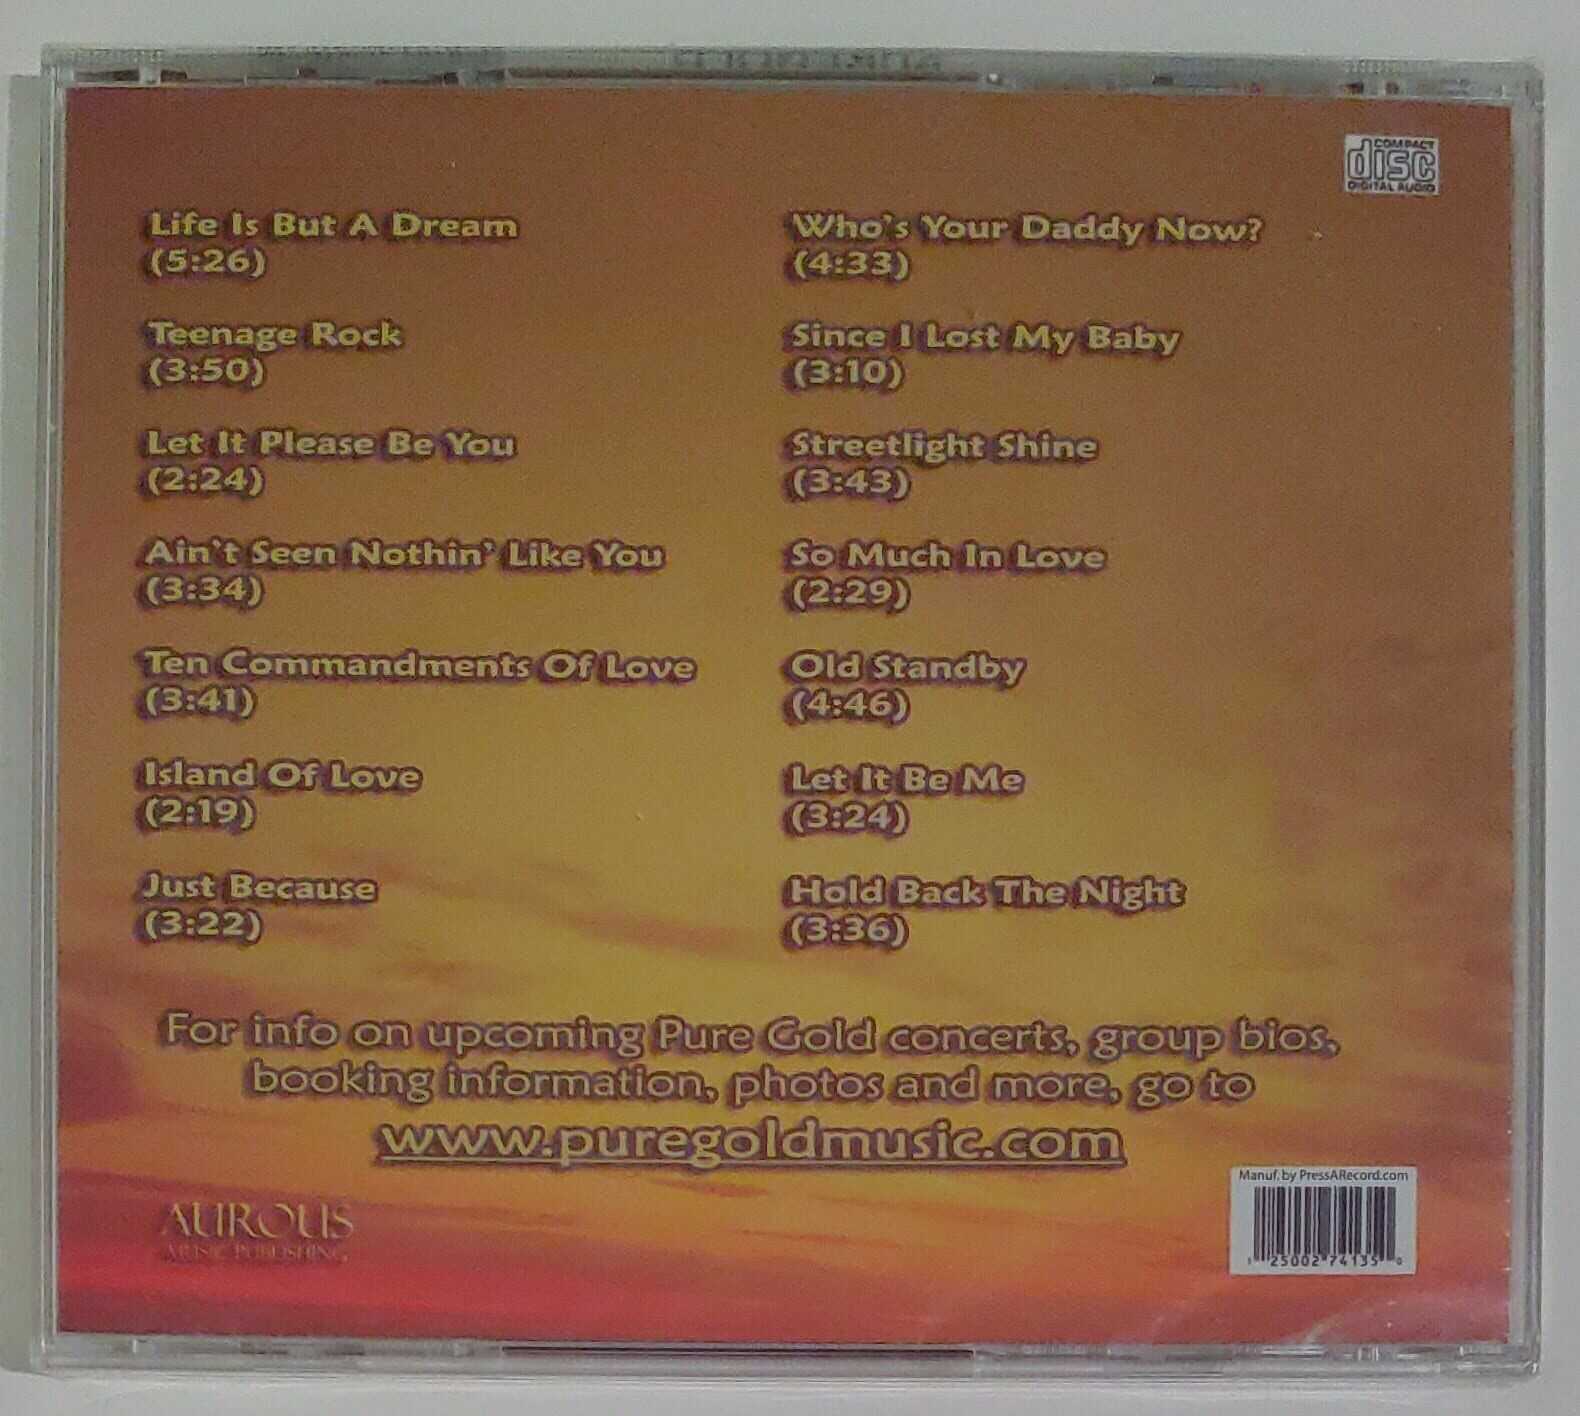 COMPACT
disc
DIGITAL AUDIO
Life Is But A Dream
(5:26)
Teenage Rock
(3:50)
Let It Please Be You
(2:24)
Ain't Seen Nothin' Like You
(3:34)
Ten Commandments Of Love
(3:41)
Island Of Love
(2:19)
Just Because
(3:22)
Who's Your Daddy Now?
(4:33)
Since I Lost My Baby
(3:10)
Streetlight Shine
(3:43)
So Much In Love
(2:29)
Old Standby
(4:46)
Let It Be Me
(3:24)
Hold Back The Night
(3:36)
For info on upcoming Pure Gold concerts, group bios,
booking information, photos and more, go to
www.puregoldmusic.com
AUROUS
MUSIC PUBLISHING
Manuf. by PressARecord.com
1 25002 74135 0